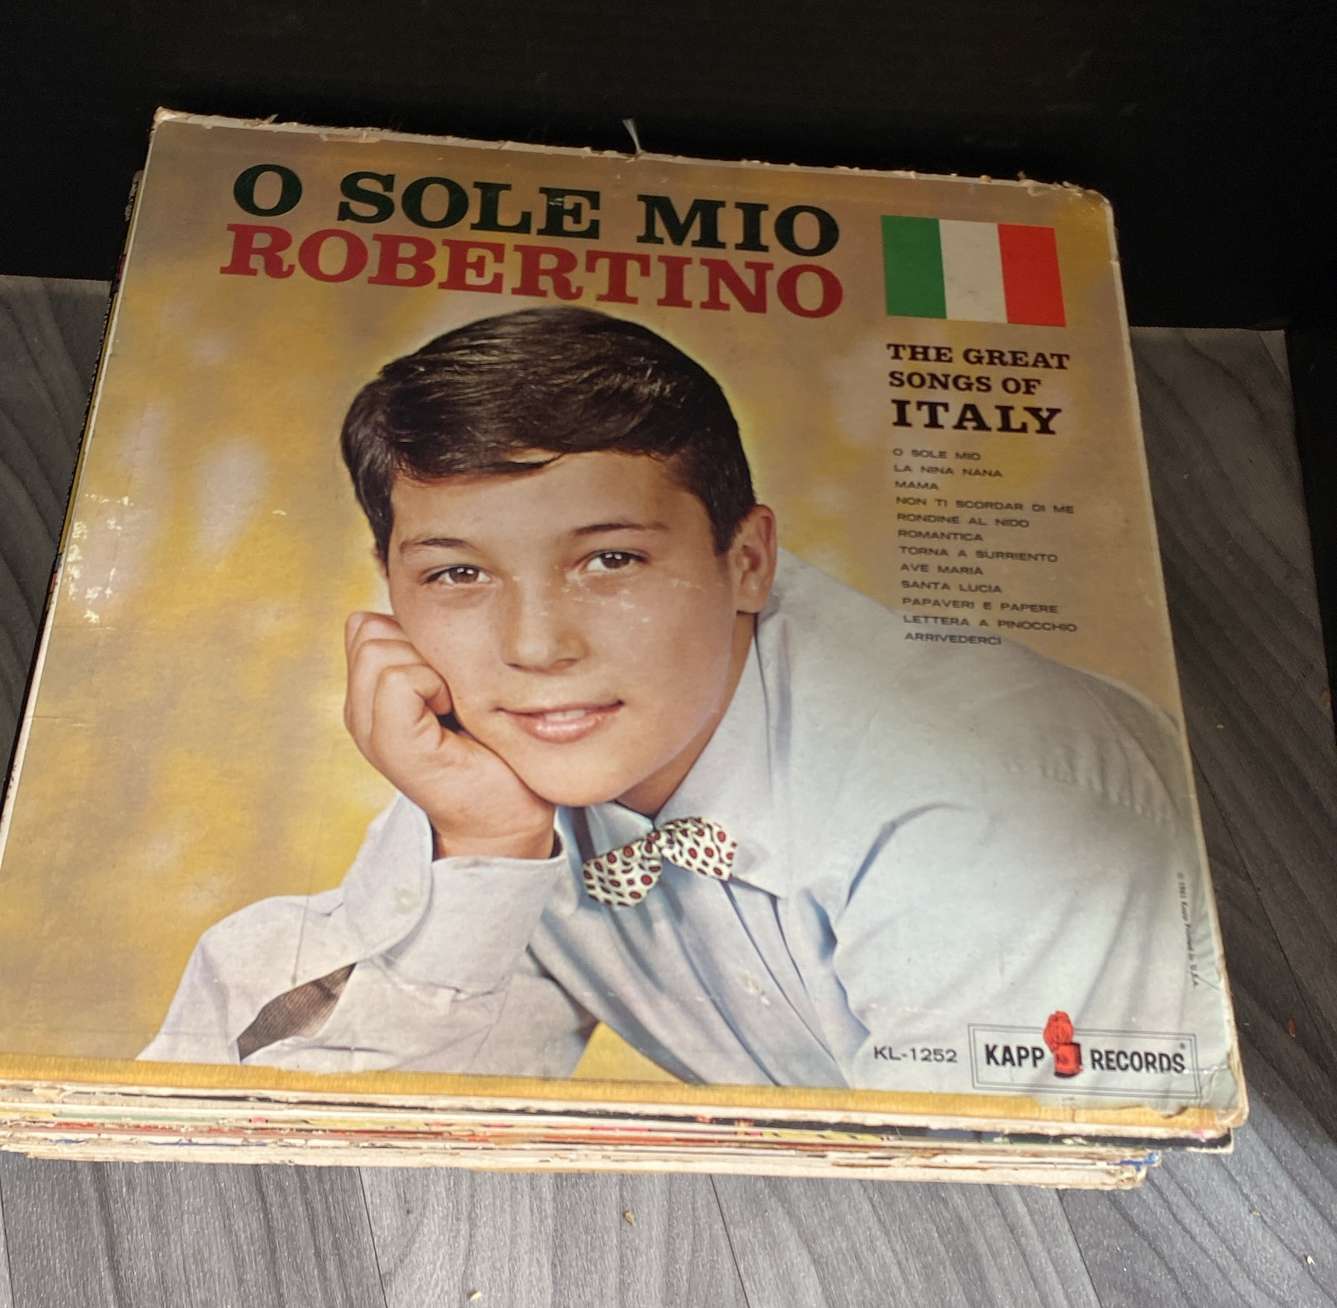 O SOLE MIO
ROBERTINO
THE GREAT
SONGS OF
ITALY
O SOLE MIO
LA NINA NANA
MAMA
NON TI SCORDAR DI ME
RONDINE AL NIDO
ROMANTICA
TORNA A SURRIENTO
AVE MARIA
SANTA LUCIA
PAPAVERI E PAPERE
LETTERA A PINOCCHIO
ARRIVEDERCI
KL-1252
KAPP RECORDS®